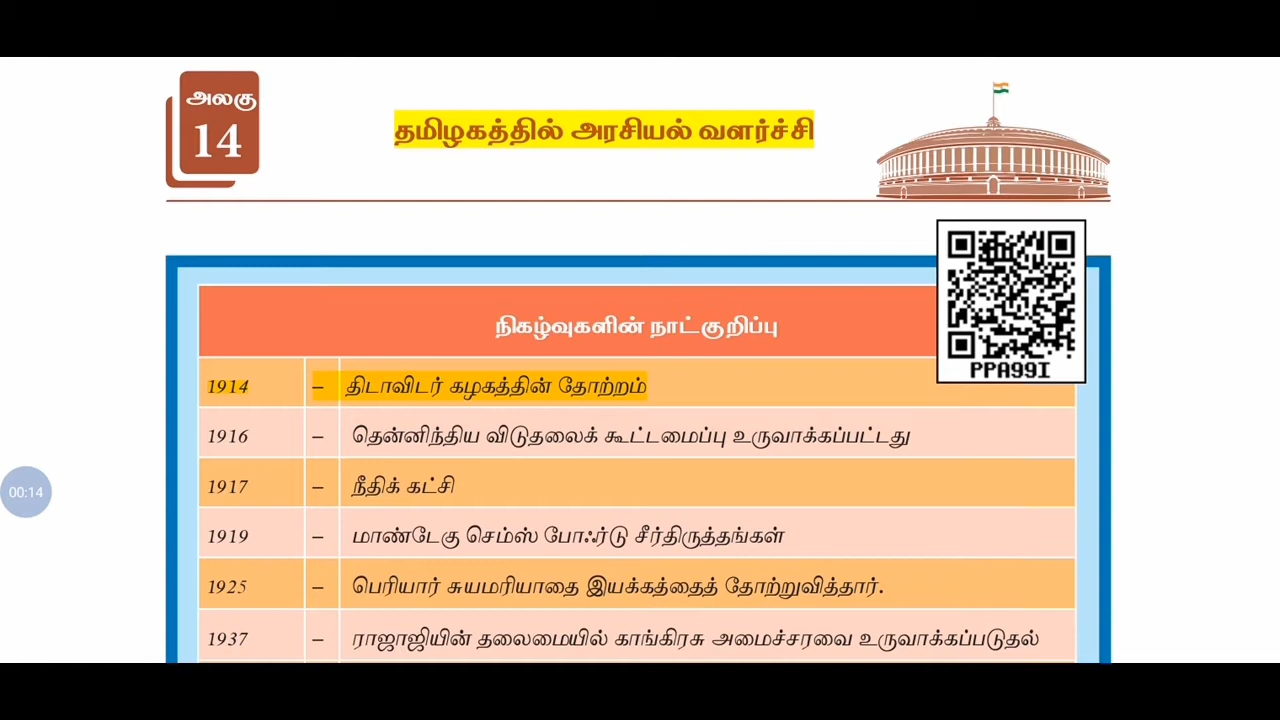 அலகு
14
தமிழகத்தில் அரசியல் வளர்ச்சி
PPA99I
நிகழ்வுகளின் நாட்குறிப்பு
1914 – திடாவிடர் கழகத்தின் தோற்றம்
1916 – தென்னிந்திய விடுதலைக் கூட்டமைப்பு உருவாக்கப்பட்டது
1917 – நீதிக் கட்சி
1919 – மாண்டேகு செம்ஸ் போஃர்டு சீர்திருத்தங்கள்
00:14
1925 – பெரியார் சுயமரியாதை இயக்கத்தைத் தோற்றுவித்தார்.
1937 – ராஜாஜியின் தலைமையில் காங்கிரசு அமைச்சரவை உருவாக்கப்படுதல்